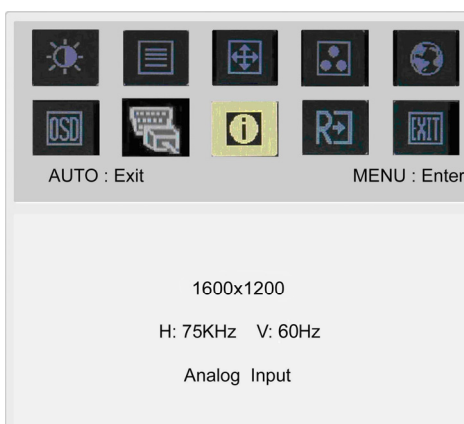 OSD
EXIT
AUTO : Exit MENU : Enter
1600x1200
H: 75KHz V: 60Hz
Analog Input